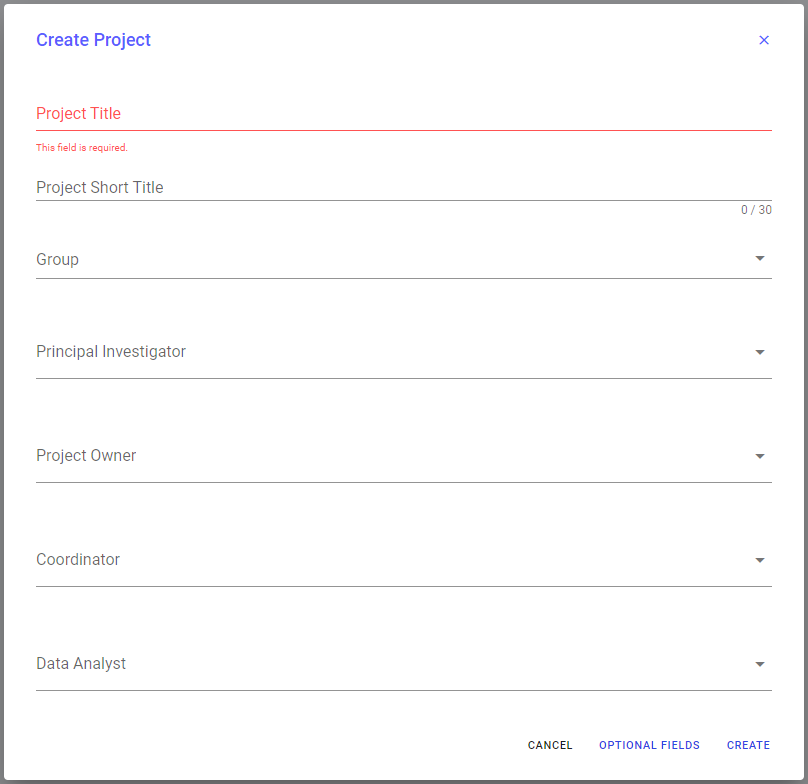 Create Project
Project Title
This field is required.
Project Short Title
0 / 30
Group
Principal Investigator
Project Owner
Coordinator
Data Analyst
CANCEL OPTIONAL FIELDS CREATE